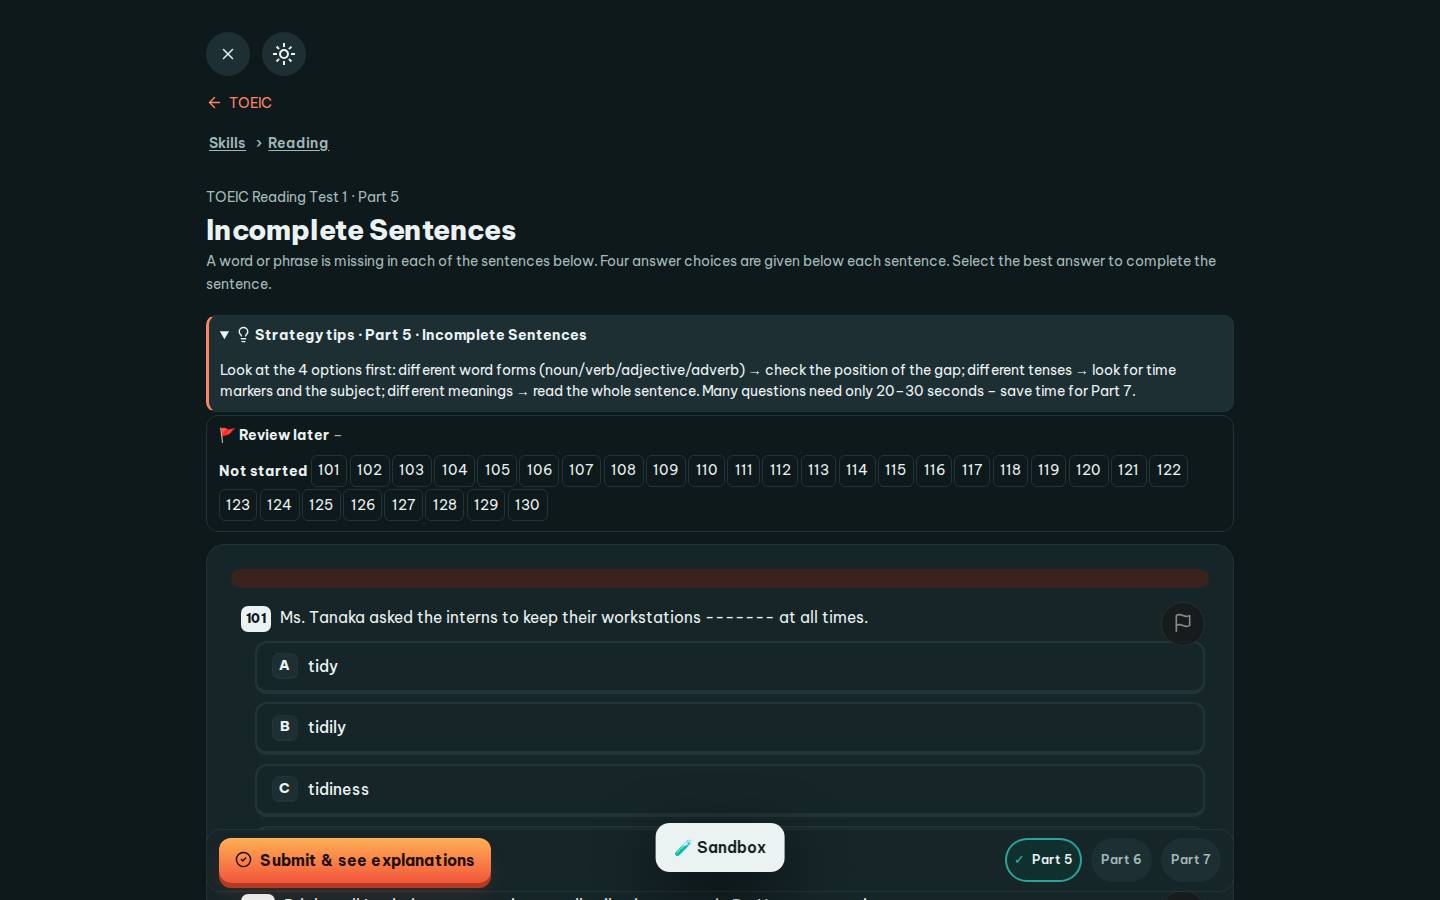 ← TOEIC
Skills › Reading
TOEIC Reading Test 1 · Part 5
Incomplete Sentences
A word or phrase is missing in each of the sentences below. Four answer choices are given below each sentence. Select the best answer to complete the
sentence.
▼ Strategy tips · Part 5 · Incomplete Sentences
Look at the 4 options first: different word forms (noun/verb/adjective/adverb) → check the position of the gap; different tenses → look for time
markers and the subject; different meanings → read the whole sentence. Many questions need only 20–30 seconds – save time for Part 7.
🚩 Review later –
Not started 101 102 103 104 105 106 107 108 109 110 111 112 113 114 115 116 117 118 119 120 121 122
123 124 125 126 127 128 129 130
101 Ms. Tanaka asked the interns to keep their workstations ------- at all times.
A tidy
B tidily
C tidiness
Submit & see explanations
🧪 Sandbox
✓ Part 5 Part 6 Part 7